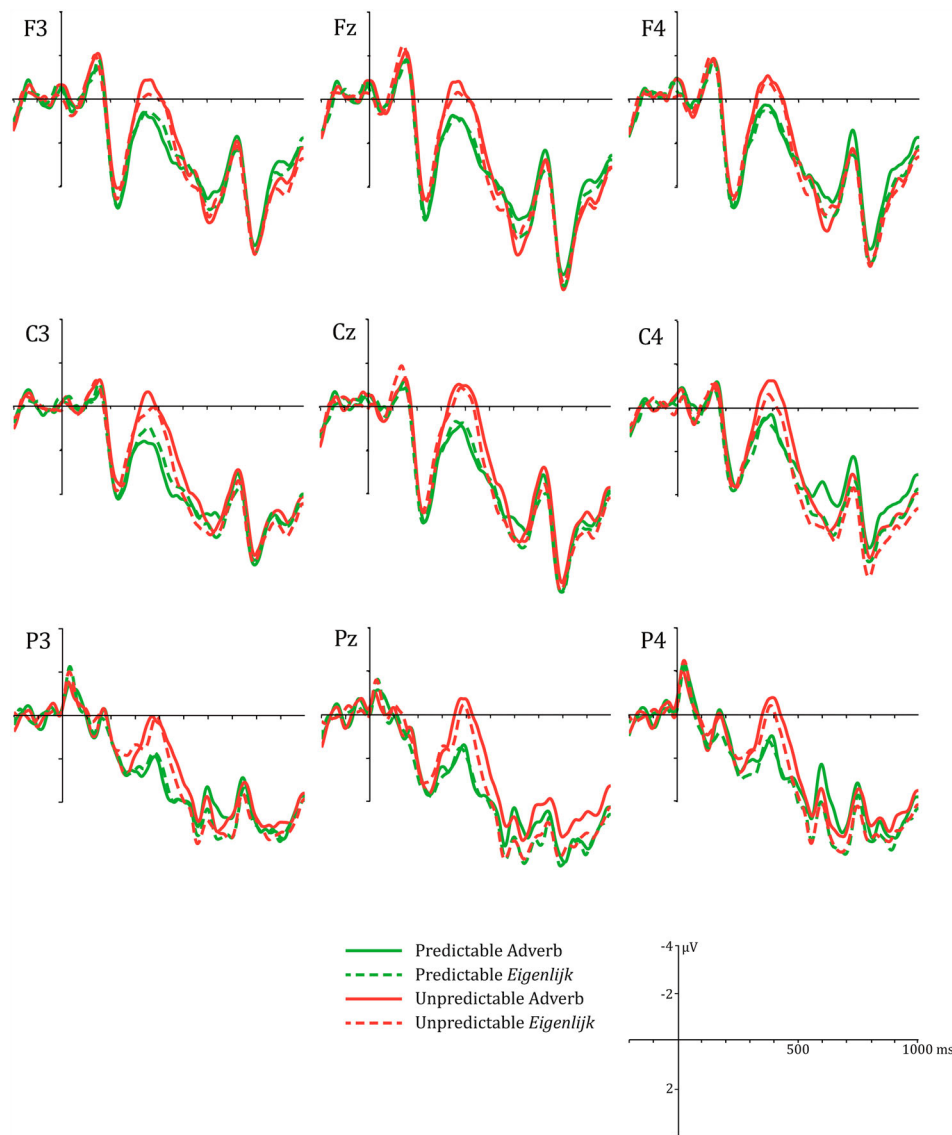 F3 Fz F4
C3 Cz C4
P3 Pz P4
Predictable Adverb
Predictable Eigenlijk
Unpredictable Adverb
Unpredictable Eigenlijk
-4 µV
-2
500 1000 ms
2